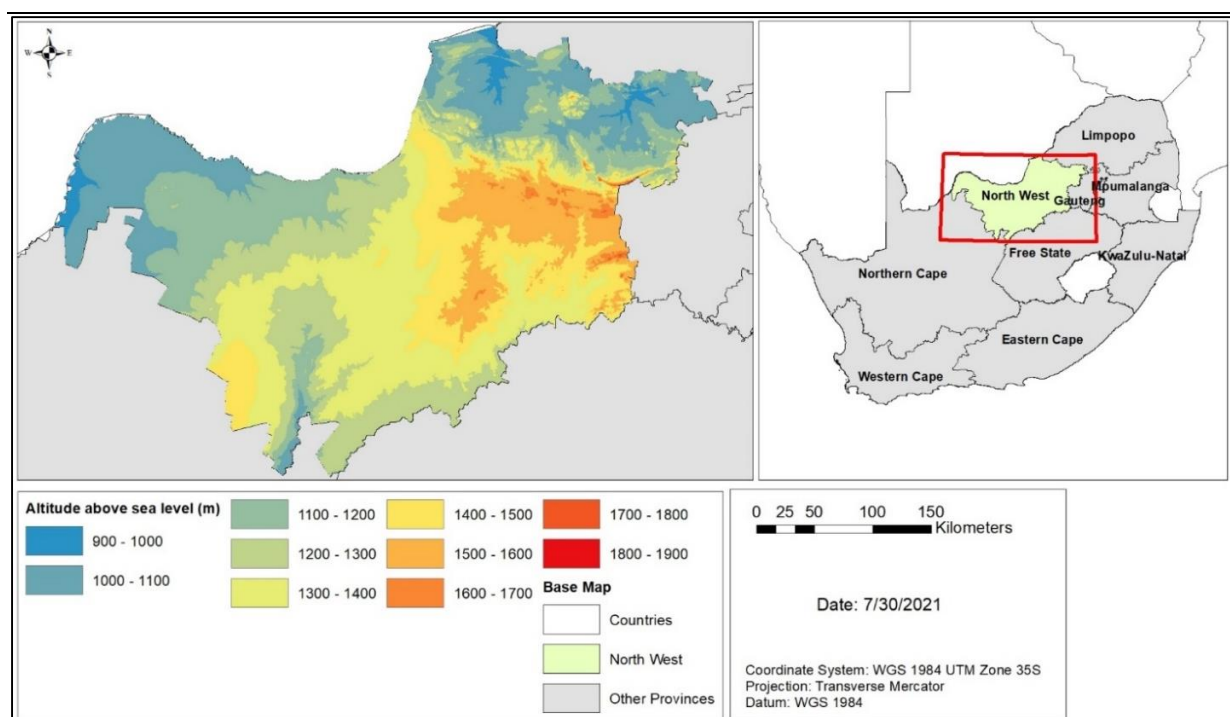 N
W E
S
N
W E
S
Limpopo
Mpumalanga
North West
Gauteng
Free State
KwaZulu-Natal
Northern Cape
Eastern Cape
Western Cape
Altitude above sea level (m)
900 - 1000
1000 - 1100
1100 - 1200
1200 - 1300
1300 - 1400
1400 - 1500
1500 - 1600
1600 - 1700
1700 - 1800
1800 - 1900
Base Map
Countries
North West
Other Provinces
0 25 50 100 150
Kilometers
Date: 7/30/2021
Coordinate System: WGS 1984 UTM Zone 35S
Projection: Transverse Mercator
Datum: WGS 1984